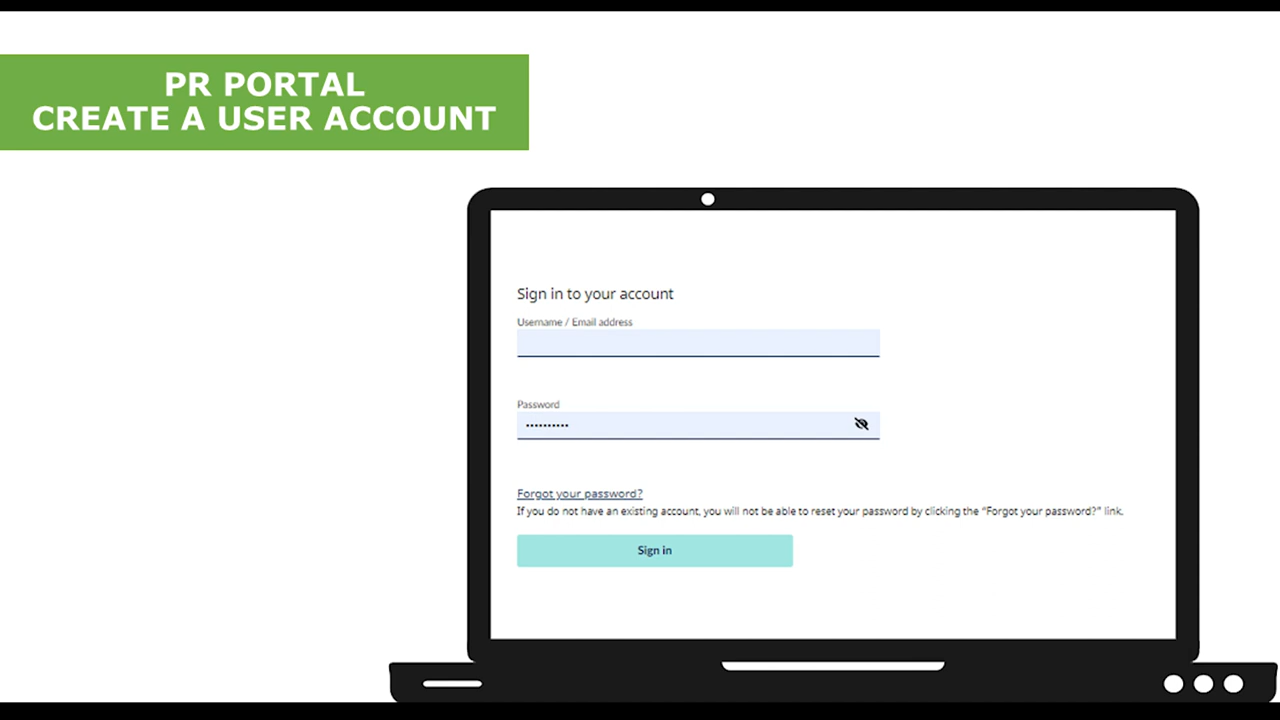 PR PORTAL
CREATE A USER ACCOUNT
Sign in to your account
Username / Email address
Password
••••••••••
Forgot your password?
If you do not have an existing account, you will not be able to reset your password by clicking the “Forgot your password?” link.
Sign in